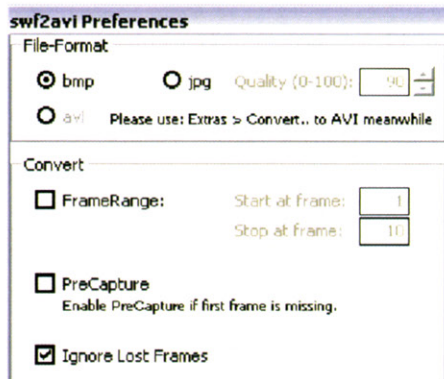 swf2avi Preferences
File-Format
bmp jpg Quality (0-100): 90
avi Please use: Extras > Convert.. to AVI meanwhile
Convert
FrameRange: Start at frame: 1
Stop at frame: 10
PreCapture
Enable PreCapture if first frame is missing.
Ignore Lost Frames